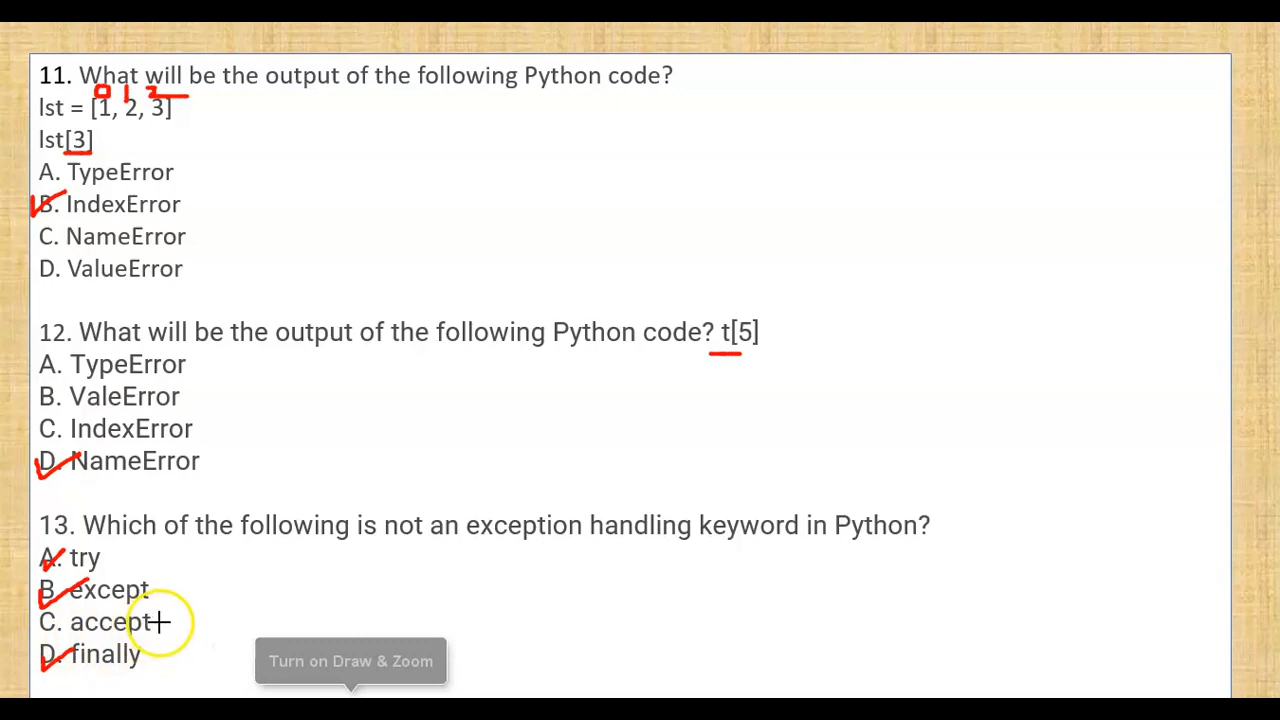 11. What will be the output of the following Python code?
0 1 2
lst = [1, 2, 3]
lst[3]
A. TypeError
B. IndexError
C. NameError
D. ValueError
12. What will be the output of the following Python code? t[5]
A. TypeError
B. ValeError
C. IndexError
D. NameError
13. Which of the following is not an exception handling keyword in Python?
A. try
B. except
C. accept
D. finally
Turn on Draw & Zoom